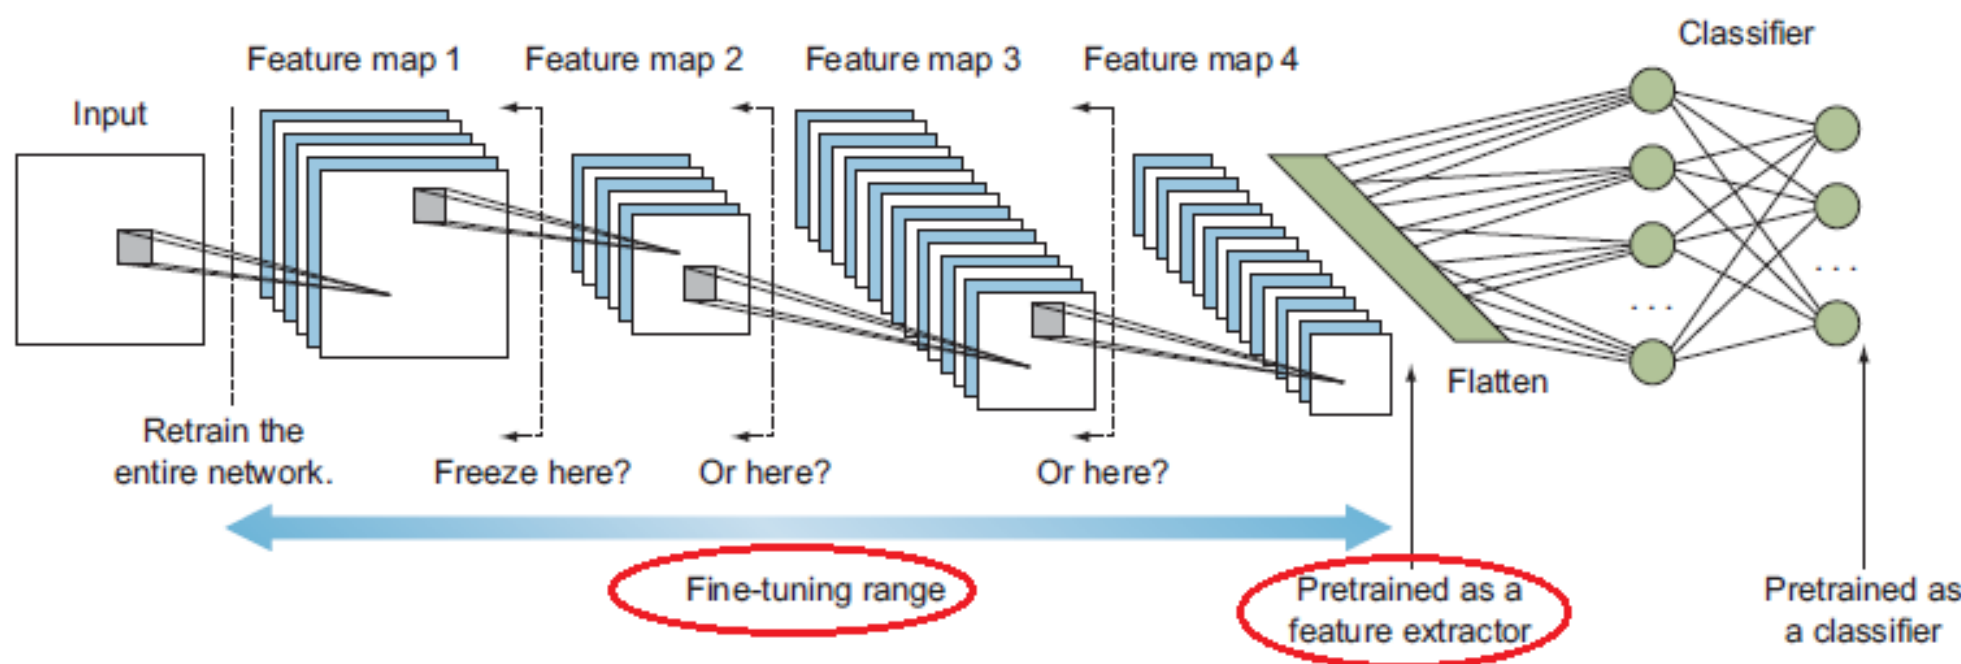 Classifier
Feature map 1
Feature map 2
Feature map 3
Feature map 4
Input
. . .
. . .
Flatten
Retrain the
entire network.
Freeze here?
Or here?
Or here?
Fine-tuning range
Pretrained as a
feature extractor
Pretrained as
a classifier